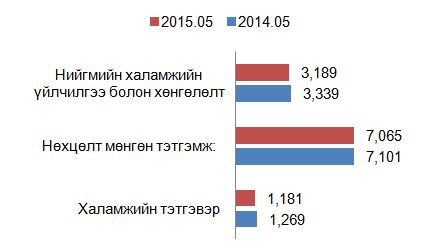 2015.05 2014.05
Нийгмийн халамжийн
үйлчилгээ болон хөнгөлөлт
3,189
3,339
Нөхцөлт мөнгөн тэтгэмж:
7,065
7,101
Халамжийн тэтгэвэр
1,181
1,269